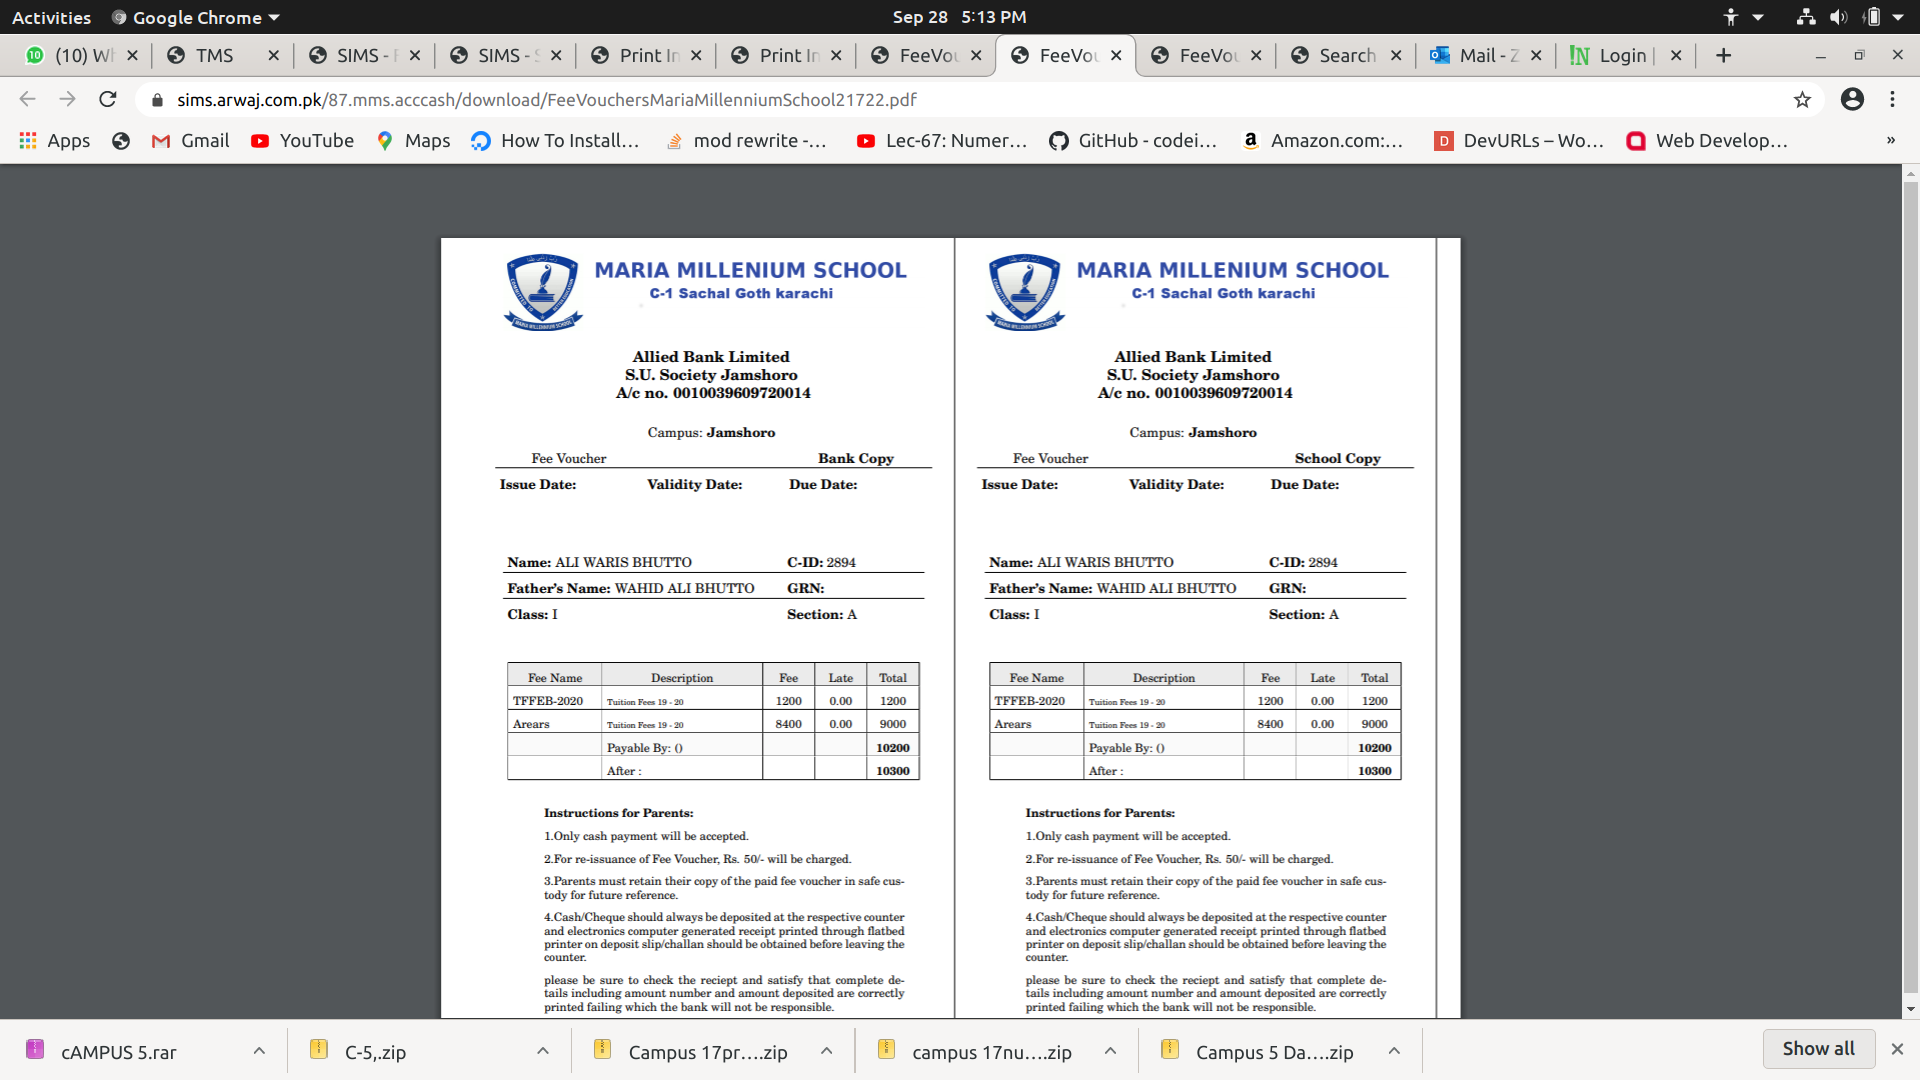 Activities
Google Chrome
Sep 28 5:13 PM
(10) W
TMS
SIMS -
SIMS - S
Print In
Print In
FeeVou
FeeVou
FeeVou
Search
Mail - Z
Login |
sims.arwaj.com.pk/87.mms.acccash/download/FeeVouchersMariaMillenniumSchool21722.pdf
Apps
Gmail
YouTube
Maps
How To Install...
mod rewrite -...
Lec-67: Numer...
GitHub - codei...
Amazon.com:...
DevURLs – Wo...
Web Develop...
»
MARIA MILLENIUM SCHOOL
C-1 Sachal Goth karachi
MARIA MILLENIUM SCHOOL
Allied Bank Limited
S.U. Society Jamshoro
A/c no. 0010039609720014
Campus: Jamshoro
Fee Voucher Bank Copy
Issue Date: Validity Date: Due Date:
Name: ALI WARIS BHUTTO C-ID: 2894
Father's Name: WAHID ALI BHUTTO GRN:
Class: I Section: A
Fee Name Description Fee Late Total
TFFEB-2020 Tuition Fees 19 - 20 1200 0.00 1200
Arears Tuition Fees 19 - 20 8400 0.00 9000
Payable By: () 10200
After : 10300
Instructions for Parents:
1.Only cash payment will be accepted.
2.For re-issuance of Fee Voucher, Rs. 50/- will be charged.
3.Parents must retain their copy of the paid fee voucher in safe cus-
tody for future reference.
4.Cash/Cheque should always be deposited at the respective counter
and electronics computer generated receipt printed through flatbed
printer on deposit slip/challan should be obtained before leaving the
counter.
please be sure to check the reciept and satisfy that complete de-
tails including amount number and amount deposited are correctly
printed failing which the bank will not be responsible.
MARIA MILLENIUM SCHOOL
C-1 Sachal Goth karachi
MARIA MILLENIUM SCHOOL
Allied Bank Limited
S.U. Society Jamshoro
A/c no. 0010039609720014
Campus: Jamshoro
Fee Voucher School Copy
Issue Date: Validity Date: Due Date:
Name: ALI WARIS BHUTTO C-ID: 2894
Father's Name: WAHID ALI BHUTTO GRN:
Class: I Section: A
Fee Name Description Fee Late Total
TFFEB-2020 Tuition Fees 19 - 20 1200 0.00 1200
Arears Tuition Fees 19 - 20 8400 0.00 9000
Payable By: () 10200
After : 10300
Instructions for Parents:
1.Only cash payment will be accepted.
2.For re-issuance of Fee Voucher, Rs. 50/- will be charged.
3.Parents must retain their copy of the paid fee voucher in safe cus-
tody for future reference.
4.Cash/Cheque should always be deposited at the respective counter
and electronics computer generated receipt printed through flatbed
printer on deposit slip/challan should be obtained before leaving the
counter.
please be sure to check the reciept and satisfy that complete de-
tails including amount number and amount deposited are correctly
printed failing which the bank will not be responsible.
cAMPUS 5.rar
C-5,.zip
Campus 17pr....zip
campus 17nu....zip
Campus 5 Da....zip
Show all